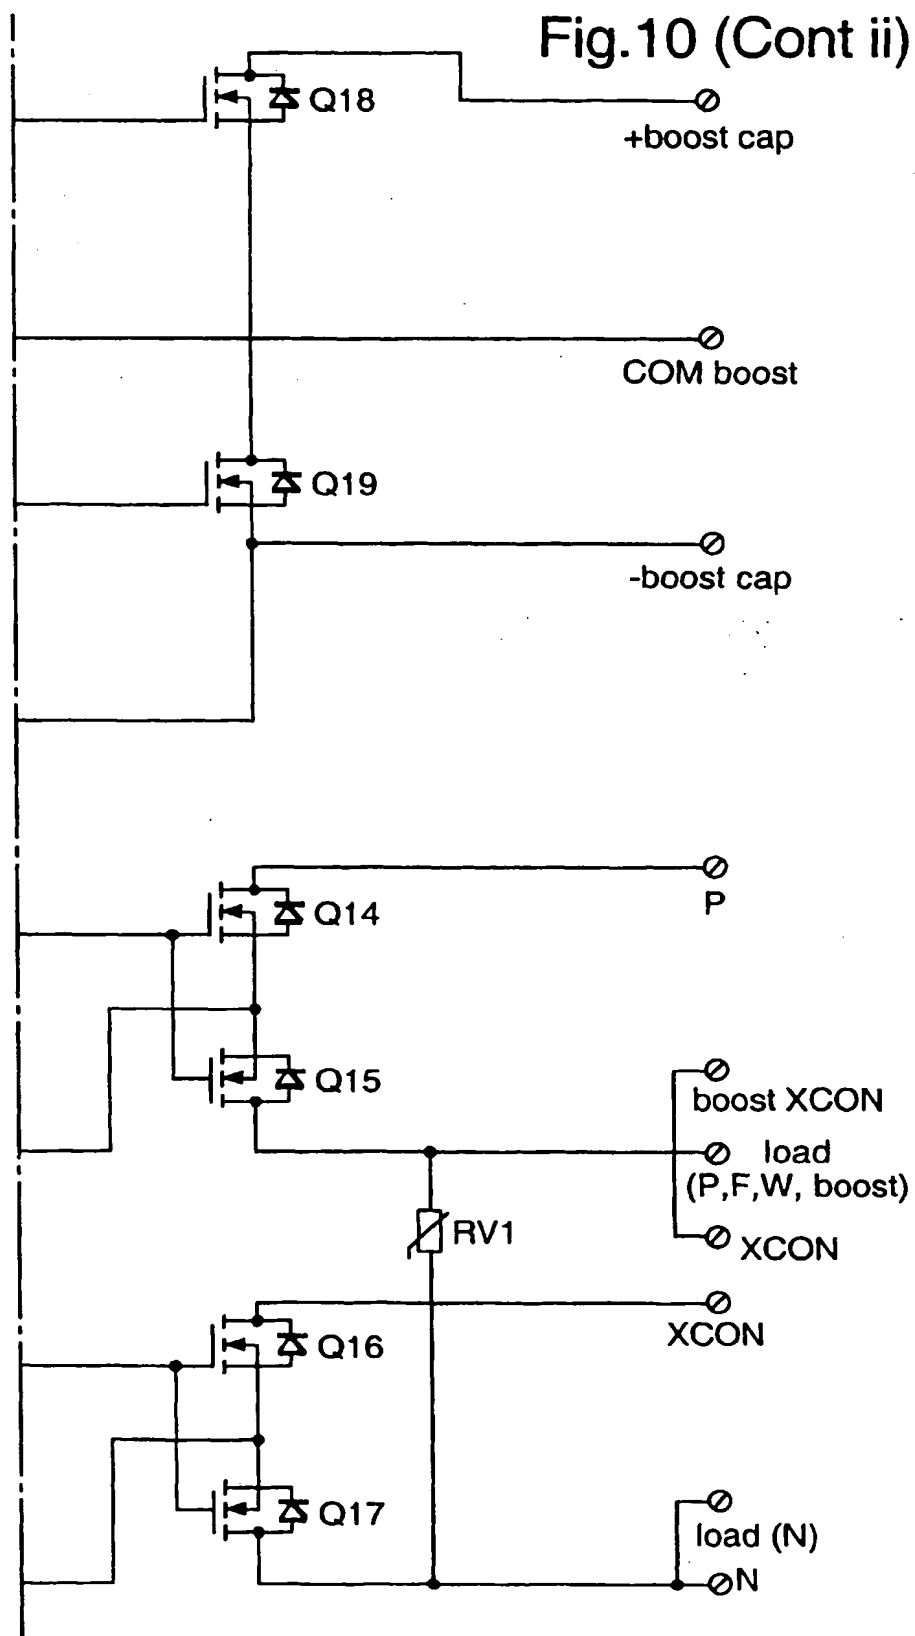 Fig.10 (Cont ii)
Q18
+boost cap
COM boost
Q19
-boost cap
Q14
P
Q15
boost XCON
load
(P,F,W, boost)
RV1
XCON
Q16
XCON
Q17
load (N)
N